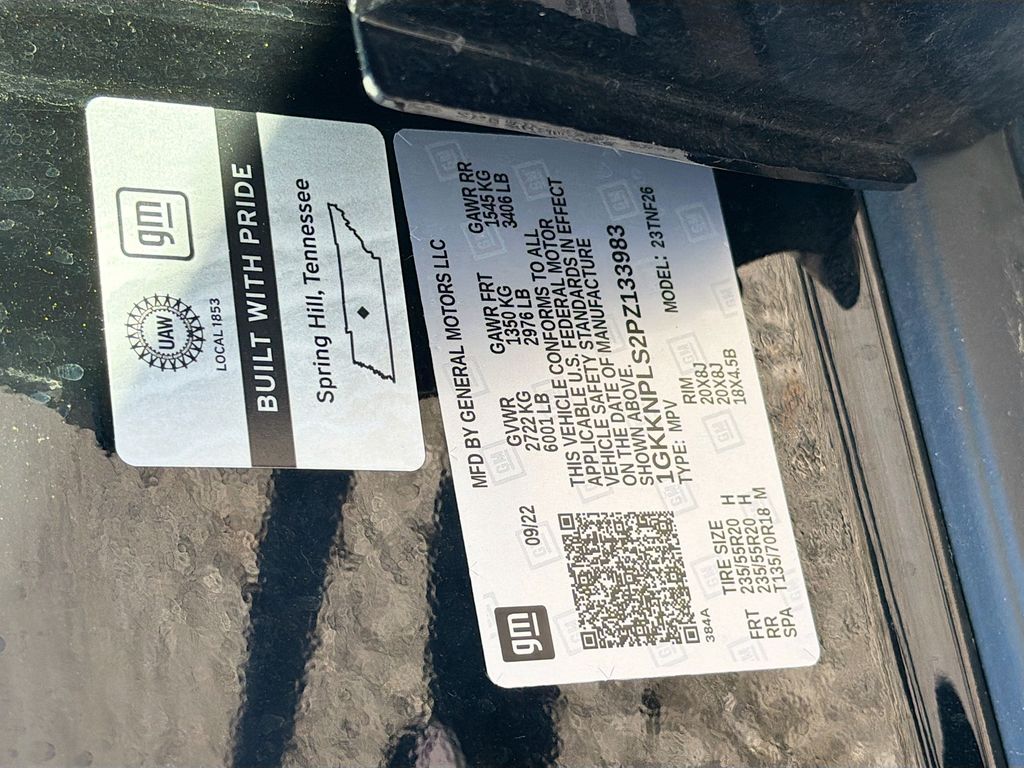 gm
UAW
LOCAL 1853
BUILT WITH PRIDE
Spring Hill, Tennessee
gm
09/22
MFD BY GENERAL MOTORS LLC
GVWR GAWR FRT GAWR RR
2722 KG 1350 KG 1545 KG
6001 LB 2976 LB 3406 LB
THIS VEHICLE CONFORMS TO ALL
APPLICABLE U.S. FEDERAL MOTOR
VEHICLE SAFETY STANDARDS IN EFFECT
ON THE DATE OF MANUFACTURE
SHOWN ABOVE.
1GKKNPLS2PZ133983
TYPE: MPV MODEL: 23TNF26
384A
TIRE SIZE RIM
FRT 235/55R20 H 20X8J
RR 235/55R20 H 20X8J
SPA T135/70R18 M 18X4.5B